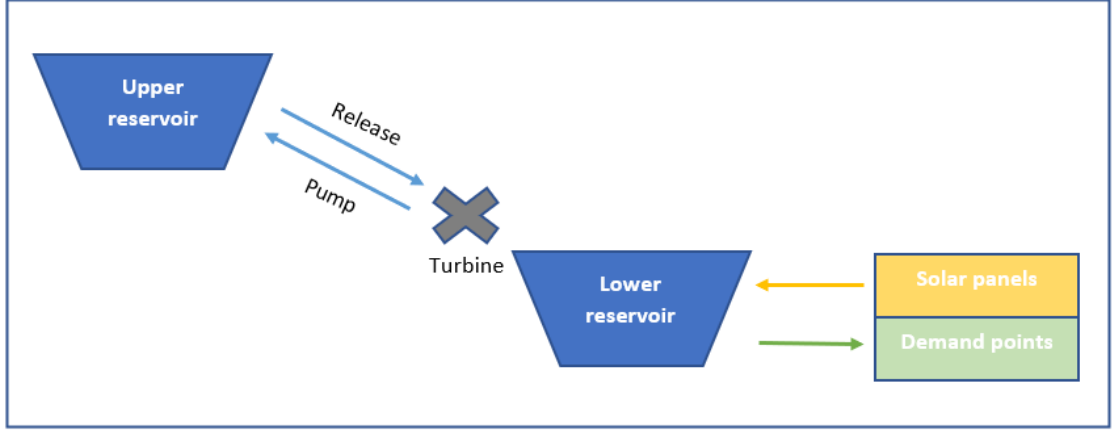 Upper
reservoir
Release
Pump
Turbine
Lower
reservoir
Solar panels
Demand points